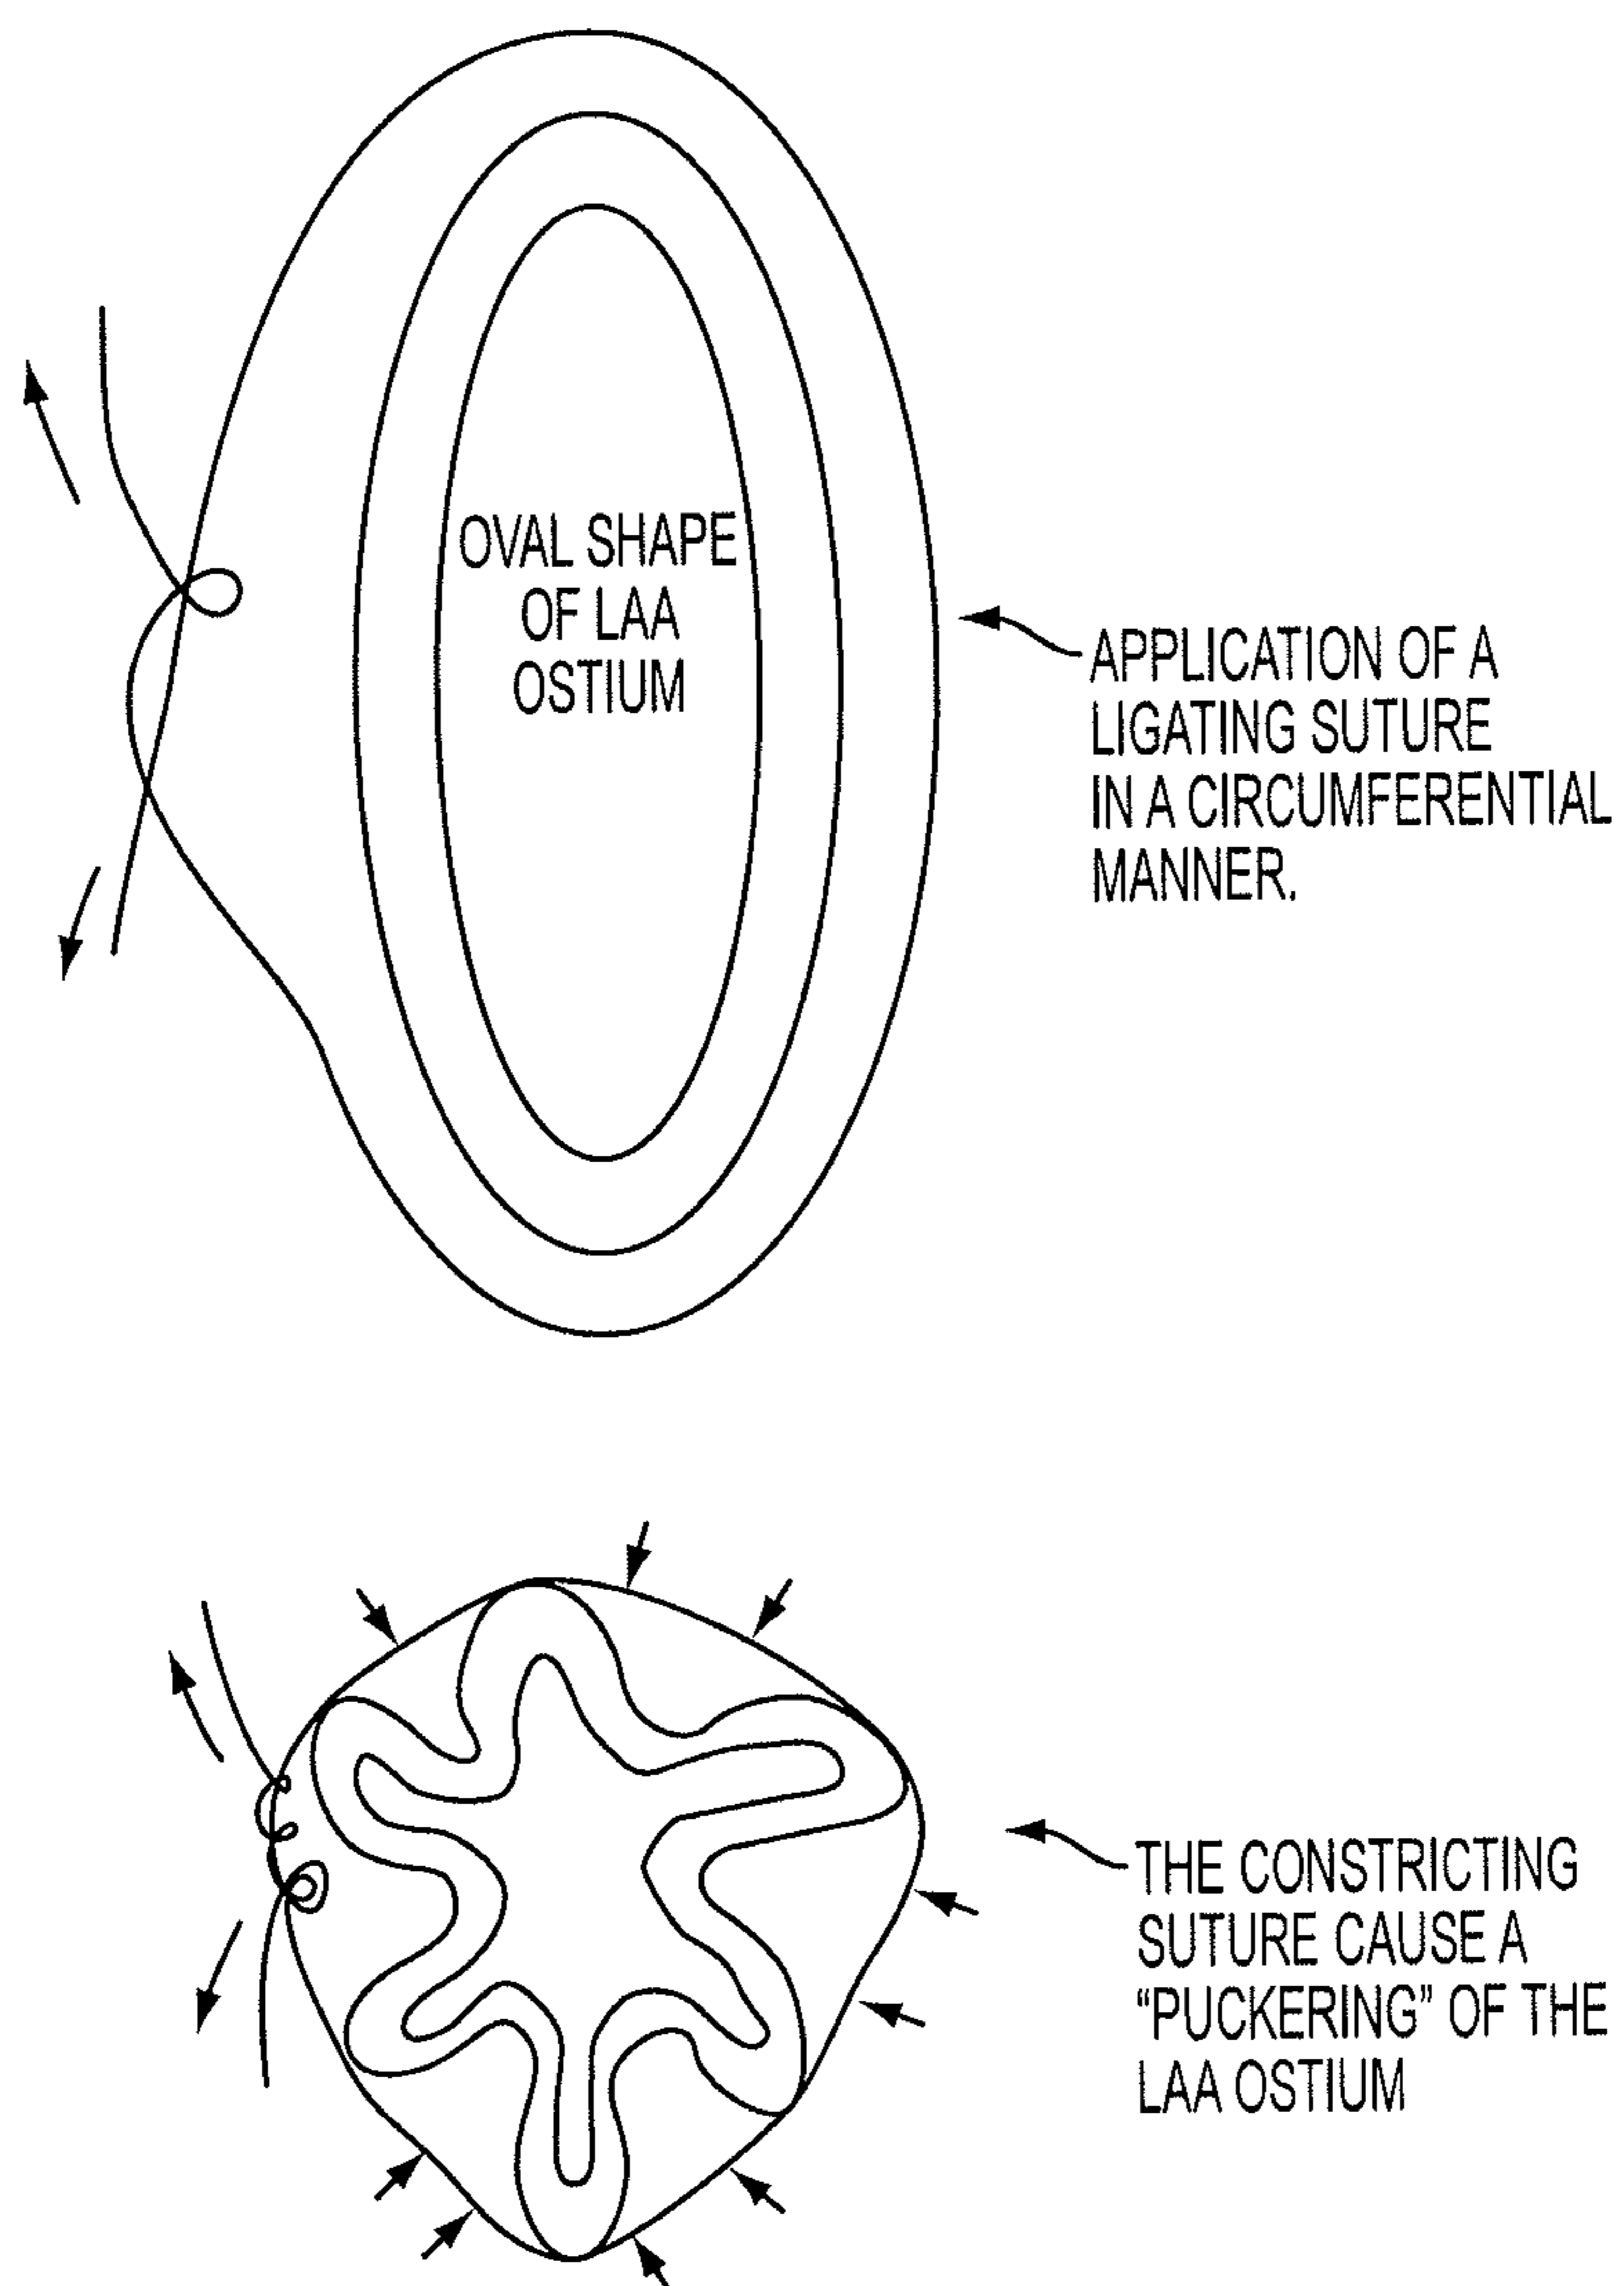 OVAL SHAPE
OF LAA
OSTIUM
APPLICATION OF A
LIGATING SUTURE
IN A CIRCUMFERENTIAL
MANNER.
THE CONSTRICTING
SUTURE CAUSE A
“PUCKERING” OF THE
LAA OSTIUM